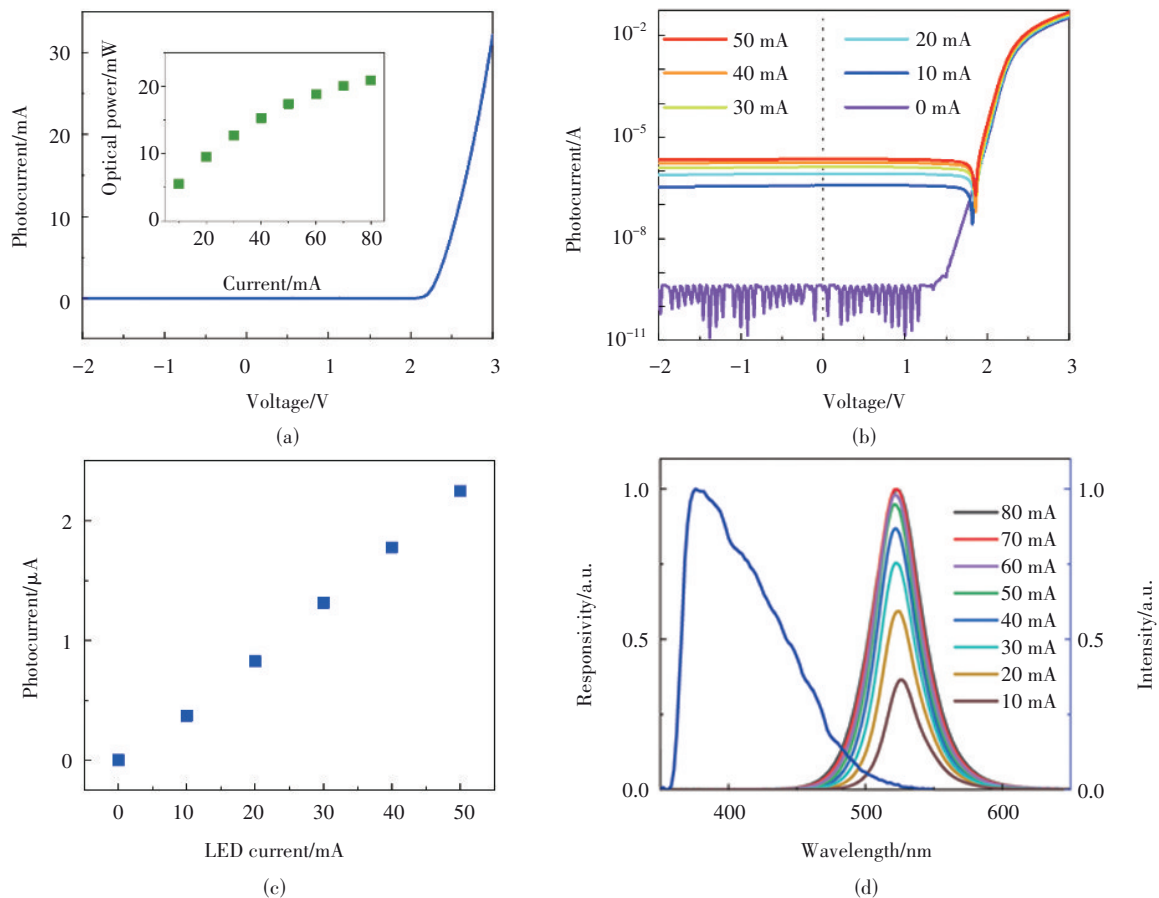 30
20
10
0
Photocurrent/mA
20
10
0
Optical power/mW
20
40
60
80
Current/mA
−2
−1
0
1
2
3
Voltage/V
(a)
50 mA
40 mA
30 mA
20 mA
10 mA
0 mA
10⁻²
10⁻⁵
10⁻⁸
10⁻¹¹
Photocurrent/A
−2
−1
0
1
2
3
Voltage/V
(b)
2
1
0
Photocurrent/μA
0
10
20
30
40
50
LED current/mA
(c)
1.0
0.5
0.0
Responsivity/a.u.
80 mA
70 mA
60 mA
50 mA
40 mA
30 mA
20 mA
10 mA
1.0
0.5
0.0
Intensity/a.u.
400
500
600
Wavelength/nm
(d)